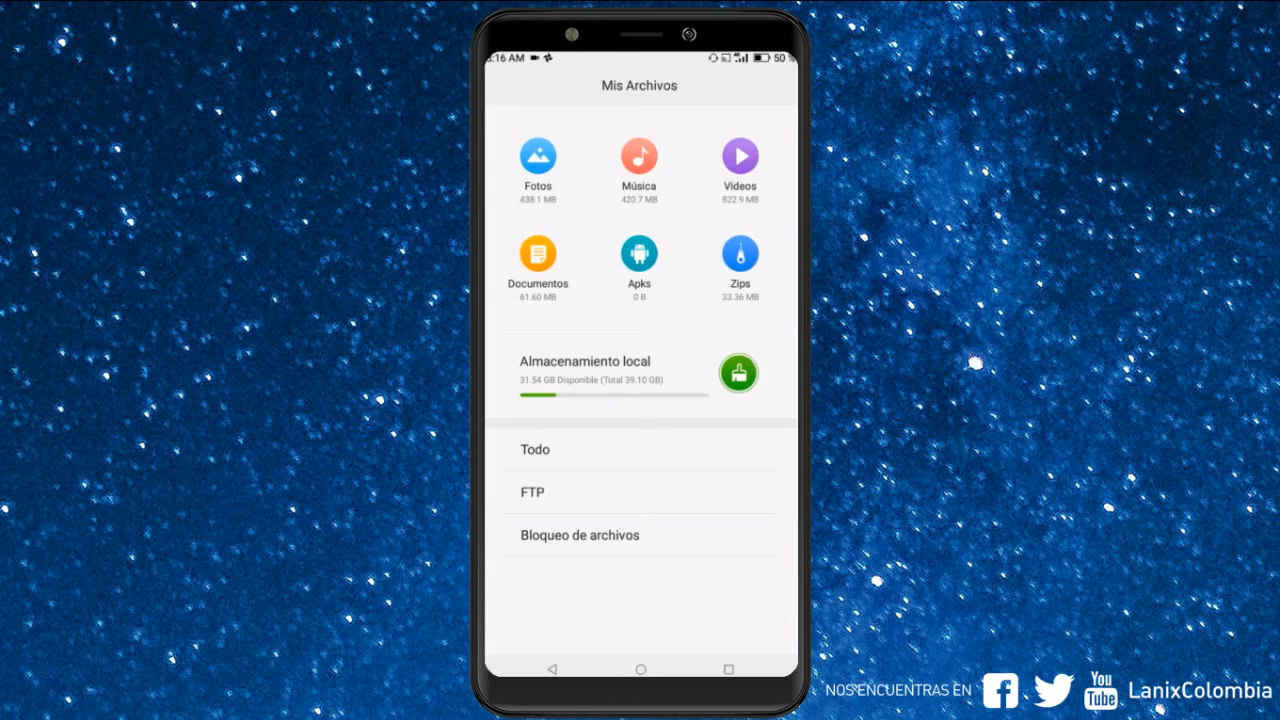 :16 AM
50 %
Mis Archivos
Fotos
438.1 MB
Música
420.7 MB
Videos
822.9 MB
Documentos
61.60 MB
Apks
0 B
Zips
33.36 MB
Almacenamiento local
31.54 GB Disponible (Total 39.10 GB)
Todo
FTP
Bloqueo de archivos
NOS ENCUENTRAS EN
You
Tube
LanixColombia